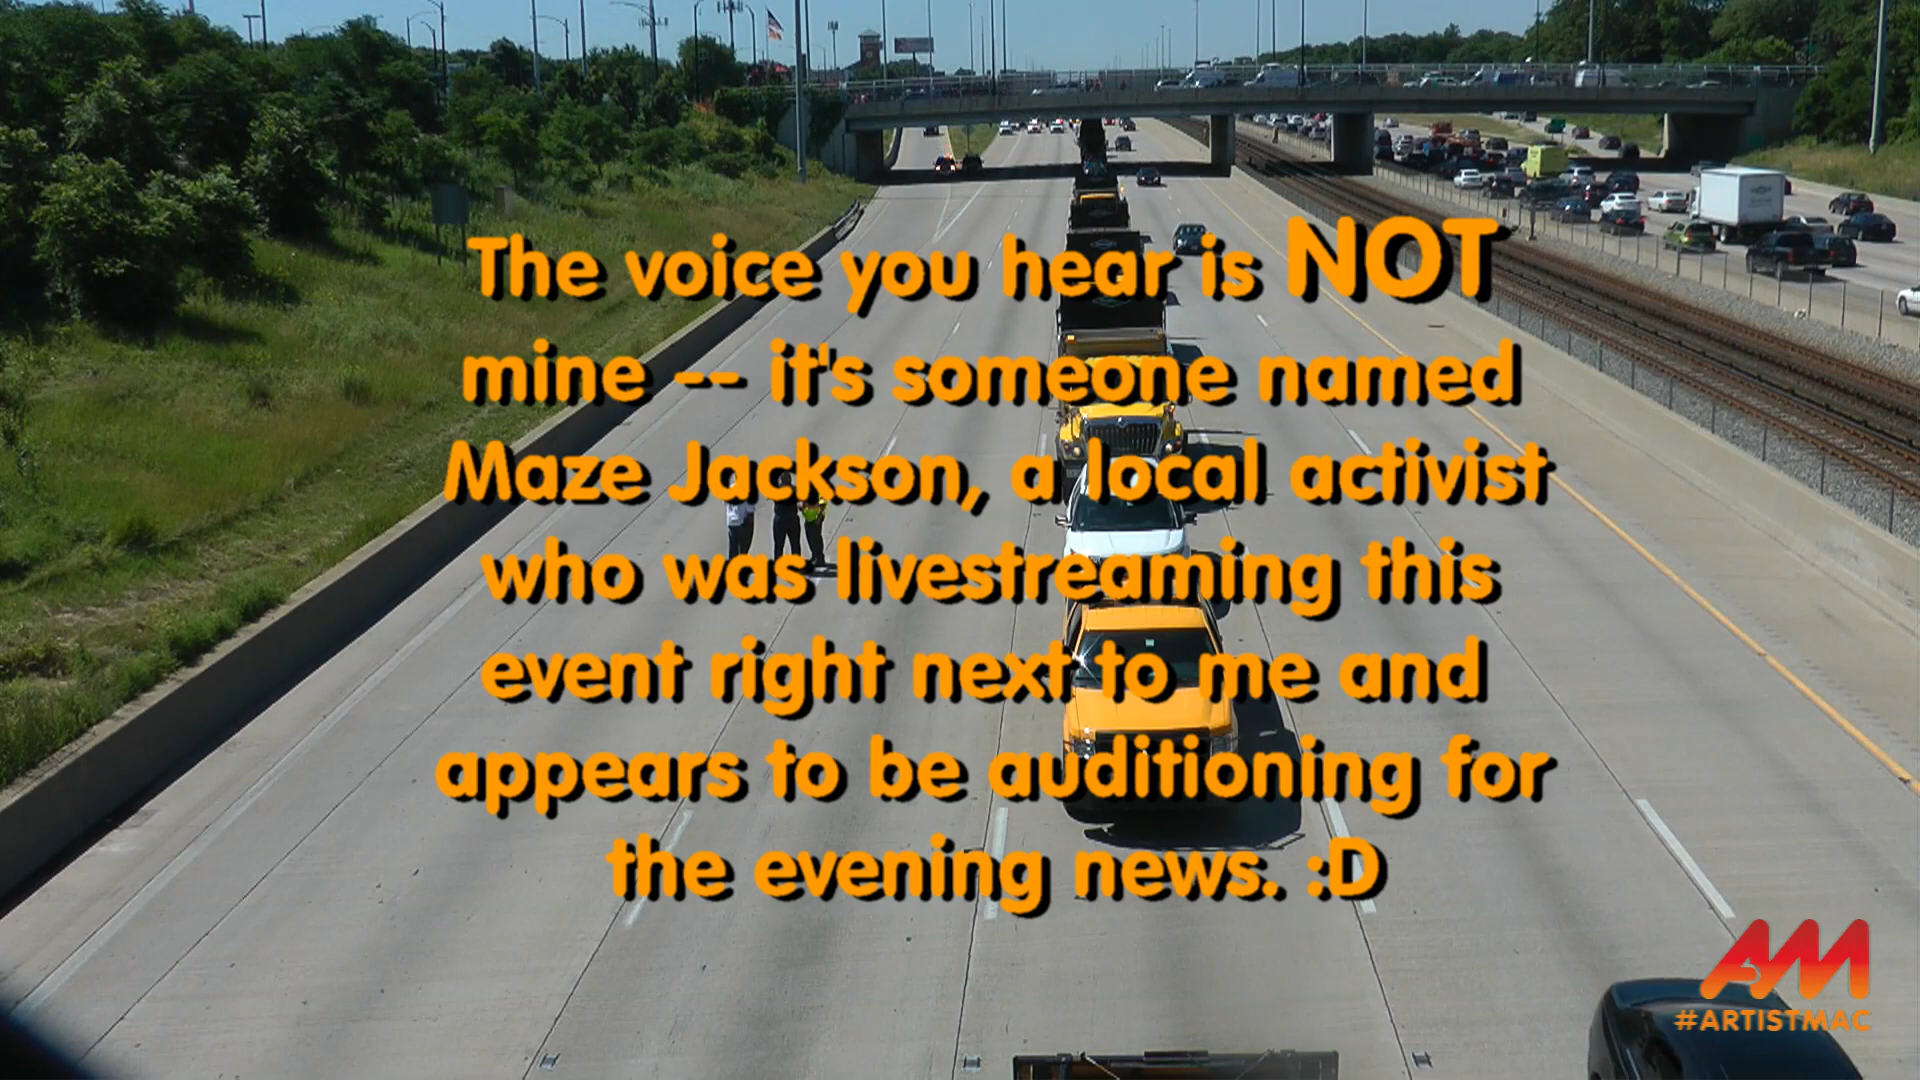 The voice you hear is NOT
mine -- it's someone named
Maze Jackson, a local activist
who was livestreaming this
event right next to me and
appears to be auditioning for
the evening news. :D
AM
#ARTISTMAC